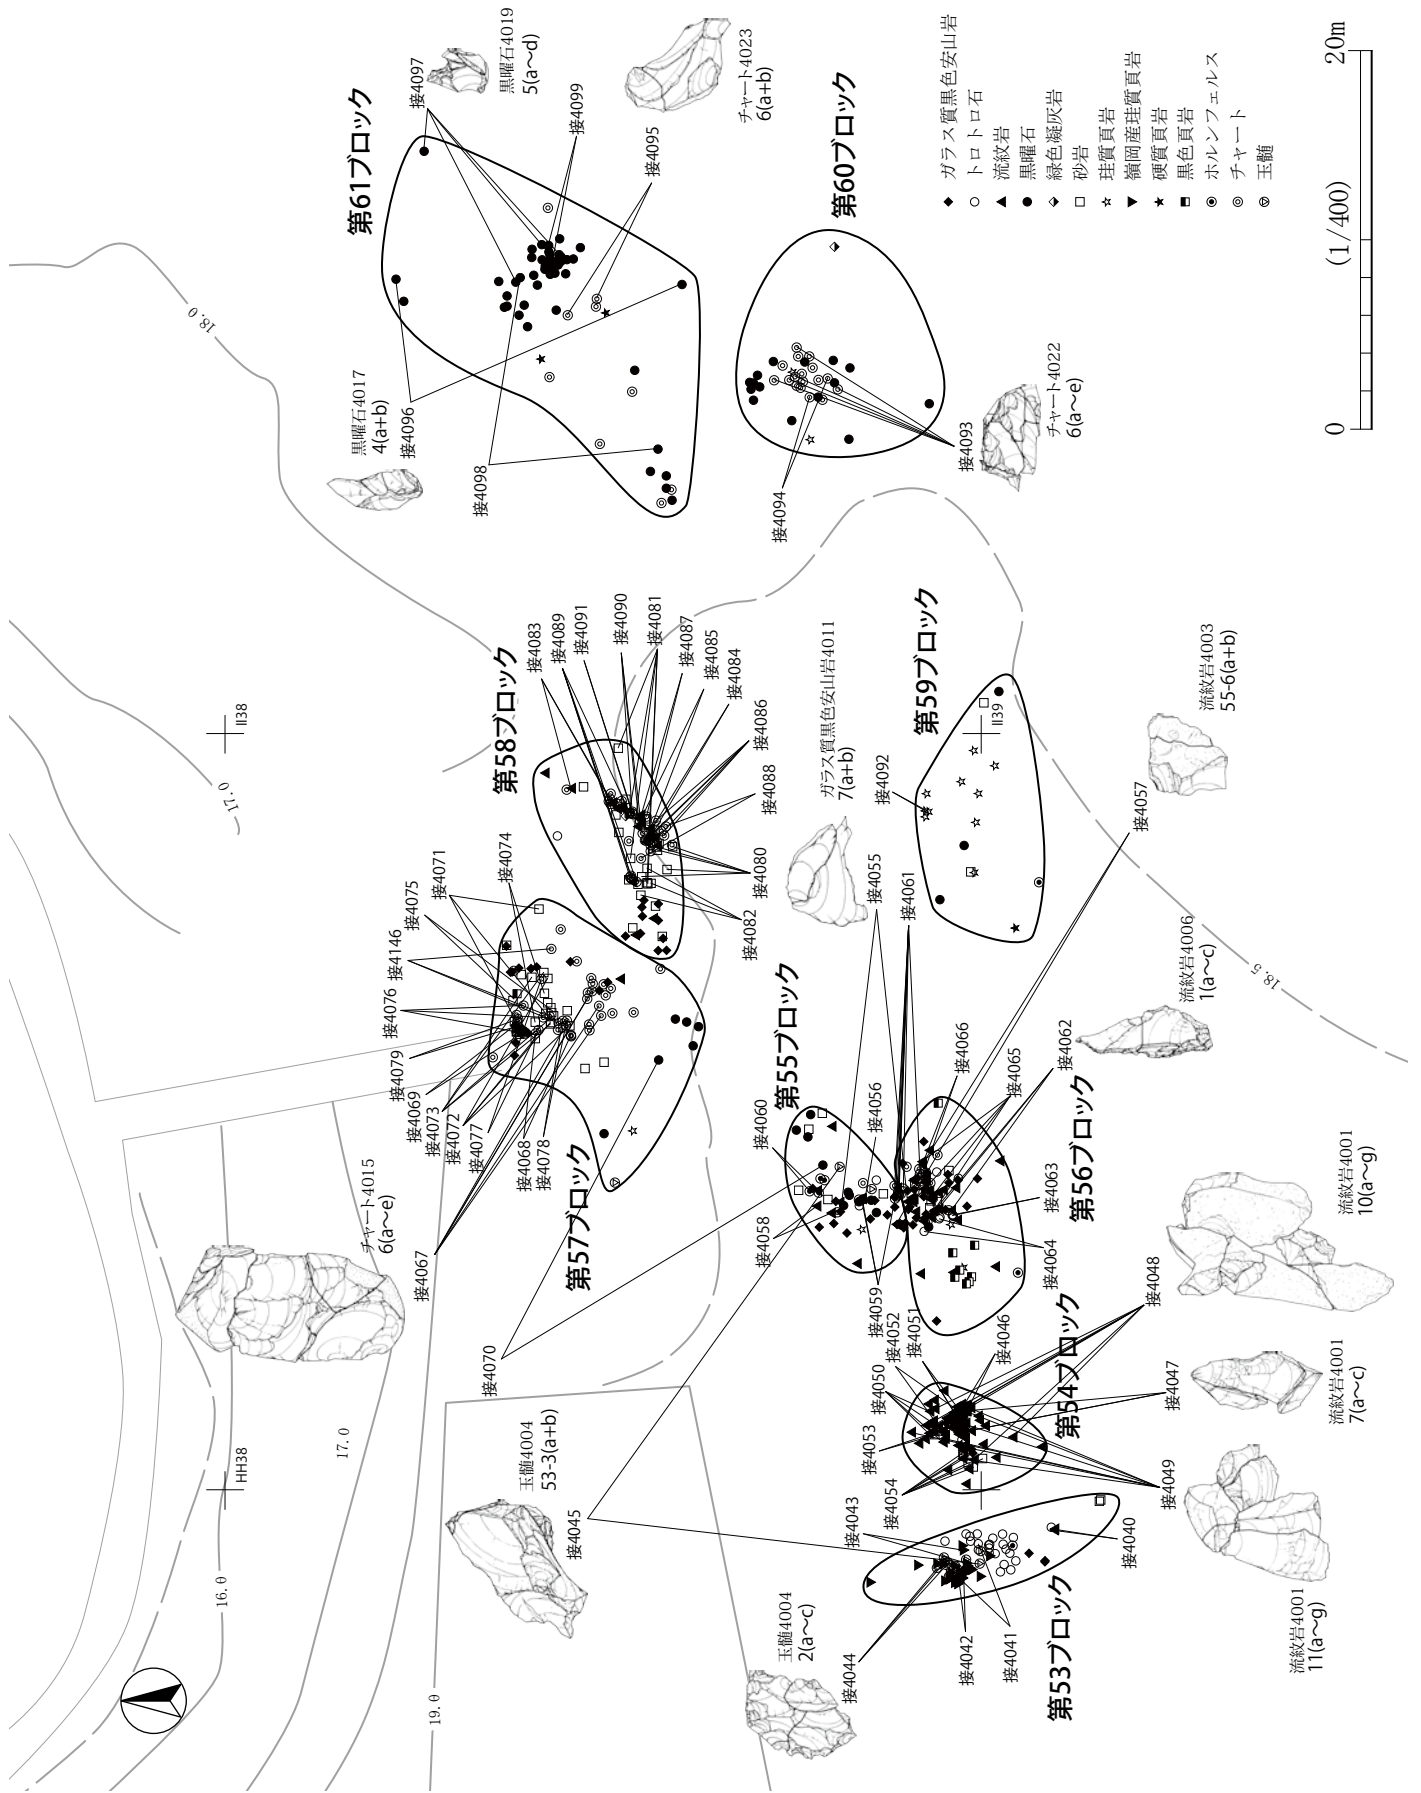 第61ブロック
接4097
黒曜石4019
5(a〜d)
接4099
接4095
チャート4023
6(a+b)
黒曜石4017
4(a+b)
接4096
接4098
第60ブロック
接4094
接4093
チャート4022
6(a〜e)
ガラス質黒色安山岩
トロトロ石
流紋岩
黒曜石
緑色凝灰岩
砂岩
珪質頁岩
嶺岡産珪質頁岩
硬質頁岩
黒色頁岩
ホルンフェルス
チャート
玉髄
(1/400)
0
20m
18.0
II38
17.0
第58ブロック
接4083
接4089
接4091
接4090
接4081
接4087
接4085
接4084
接4086
接4088
接4080
接4082
ガラス質黒色安山岩4011
7(a+b)
第59ブロック
接4092
II39
流紋岩4003
55-6(a+b)
18.5
接4074
接4071
接4075
接4146
接4076
接4079
接4069
接4073
接4072
接4077
接4068
接4078
接4067
第57ブロック
接4070
チャート4015
6(a〜e)
第55ブロック
接4055
接4061
接4057
接4060
接4056
接4058
接4059
流紋岩4006
1(a〜c)
接4066
接4065
接4062
第56ブロック
接4063
接4064
流紋岩4001
10(a〜g)
接4052
接4051
接4046
接4048
接4050
接4053
接4054
第54ブロック
接4047
接4049
流紋岩4001
7(a〜c)
HH38
17.0
16.0
19.0
玉髄4004
53-3(a+b)
接4045
接4043
接4040
接4044
接4042
接4041
第53ブロック
玉髄4004
2(a〜c)
流紋岩4001
11(a〜g)